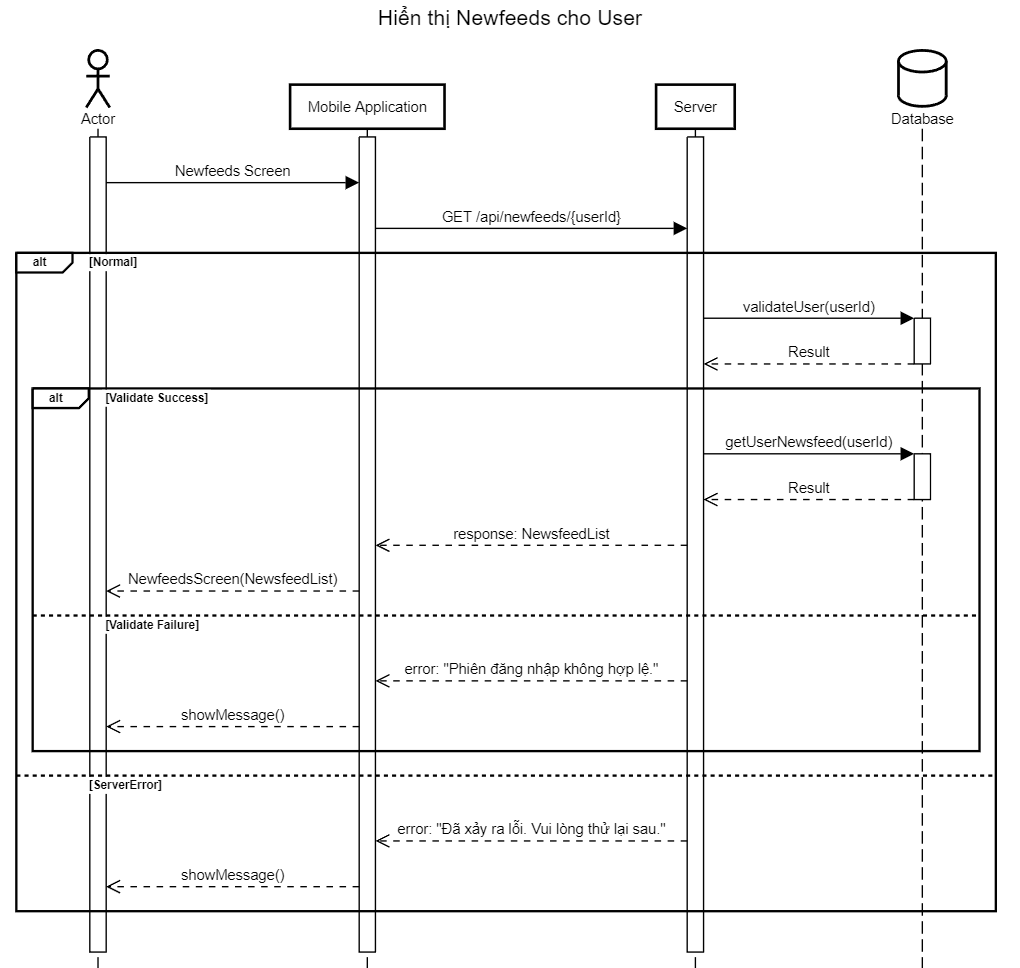 Hiển thị Newfeeds cho User
Actor
Mobile Application
Server
Database
Newfeeds Screen
GET /api/newfeeds/{userId}
alt
[Normal]
validateUser(userId)
Result
alt
[Validate Success]
getUserNewsfeed(userId)
Result
response: NewsfeedList
NewfeedsScreen(NewsfeedList)
[Validate Failure]
error: "Phiên đăng nhập không hợp lệ."
showMessage()
[ServerError]
error: "Đã xảy ra lỗi. Vui lòng thử lại sau."
showMessage()